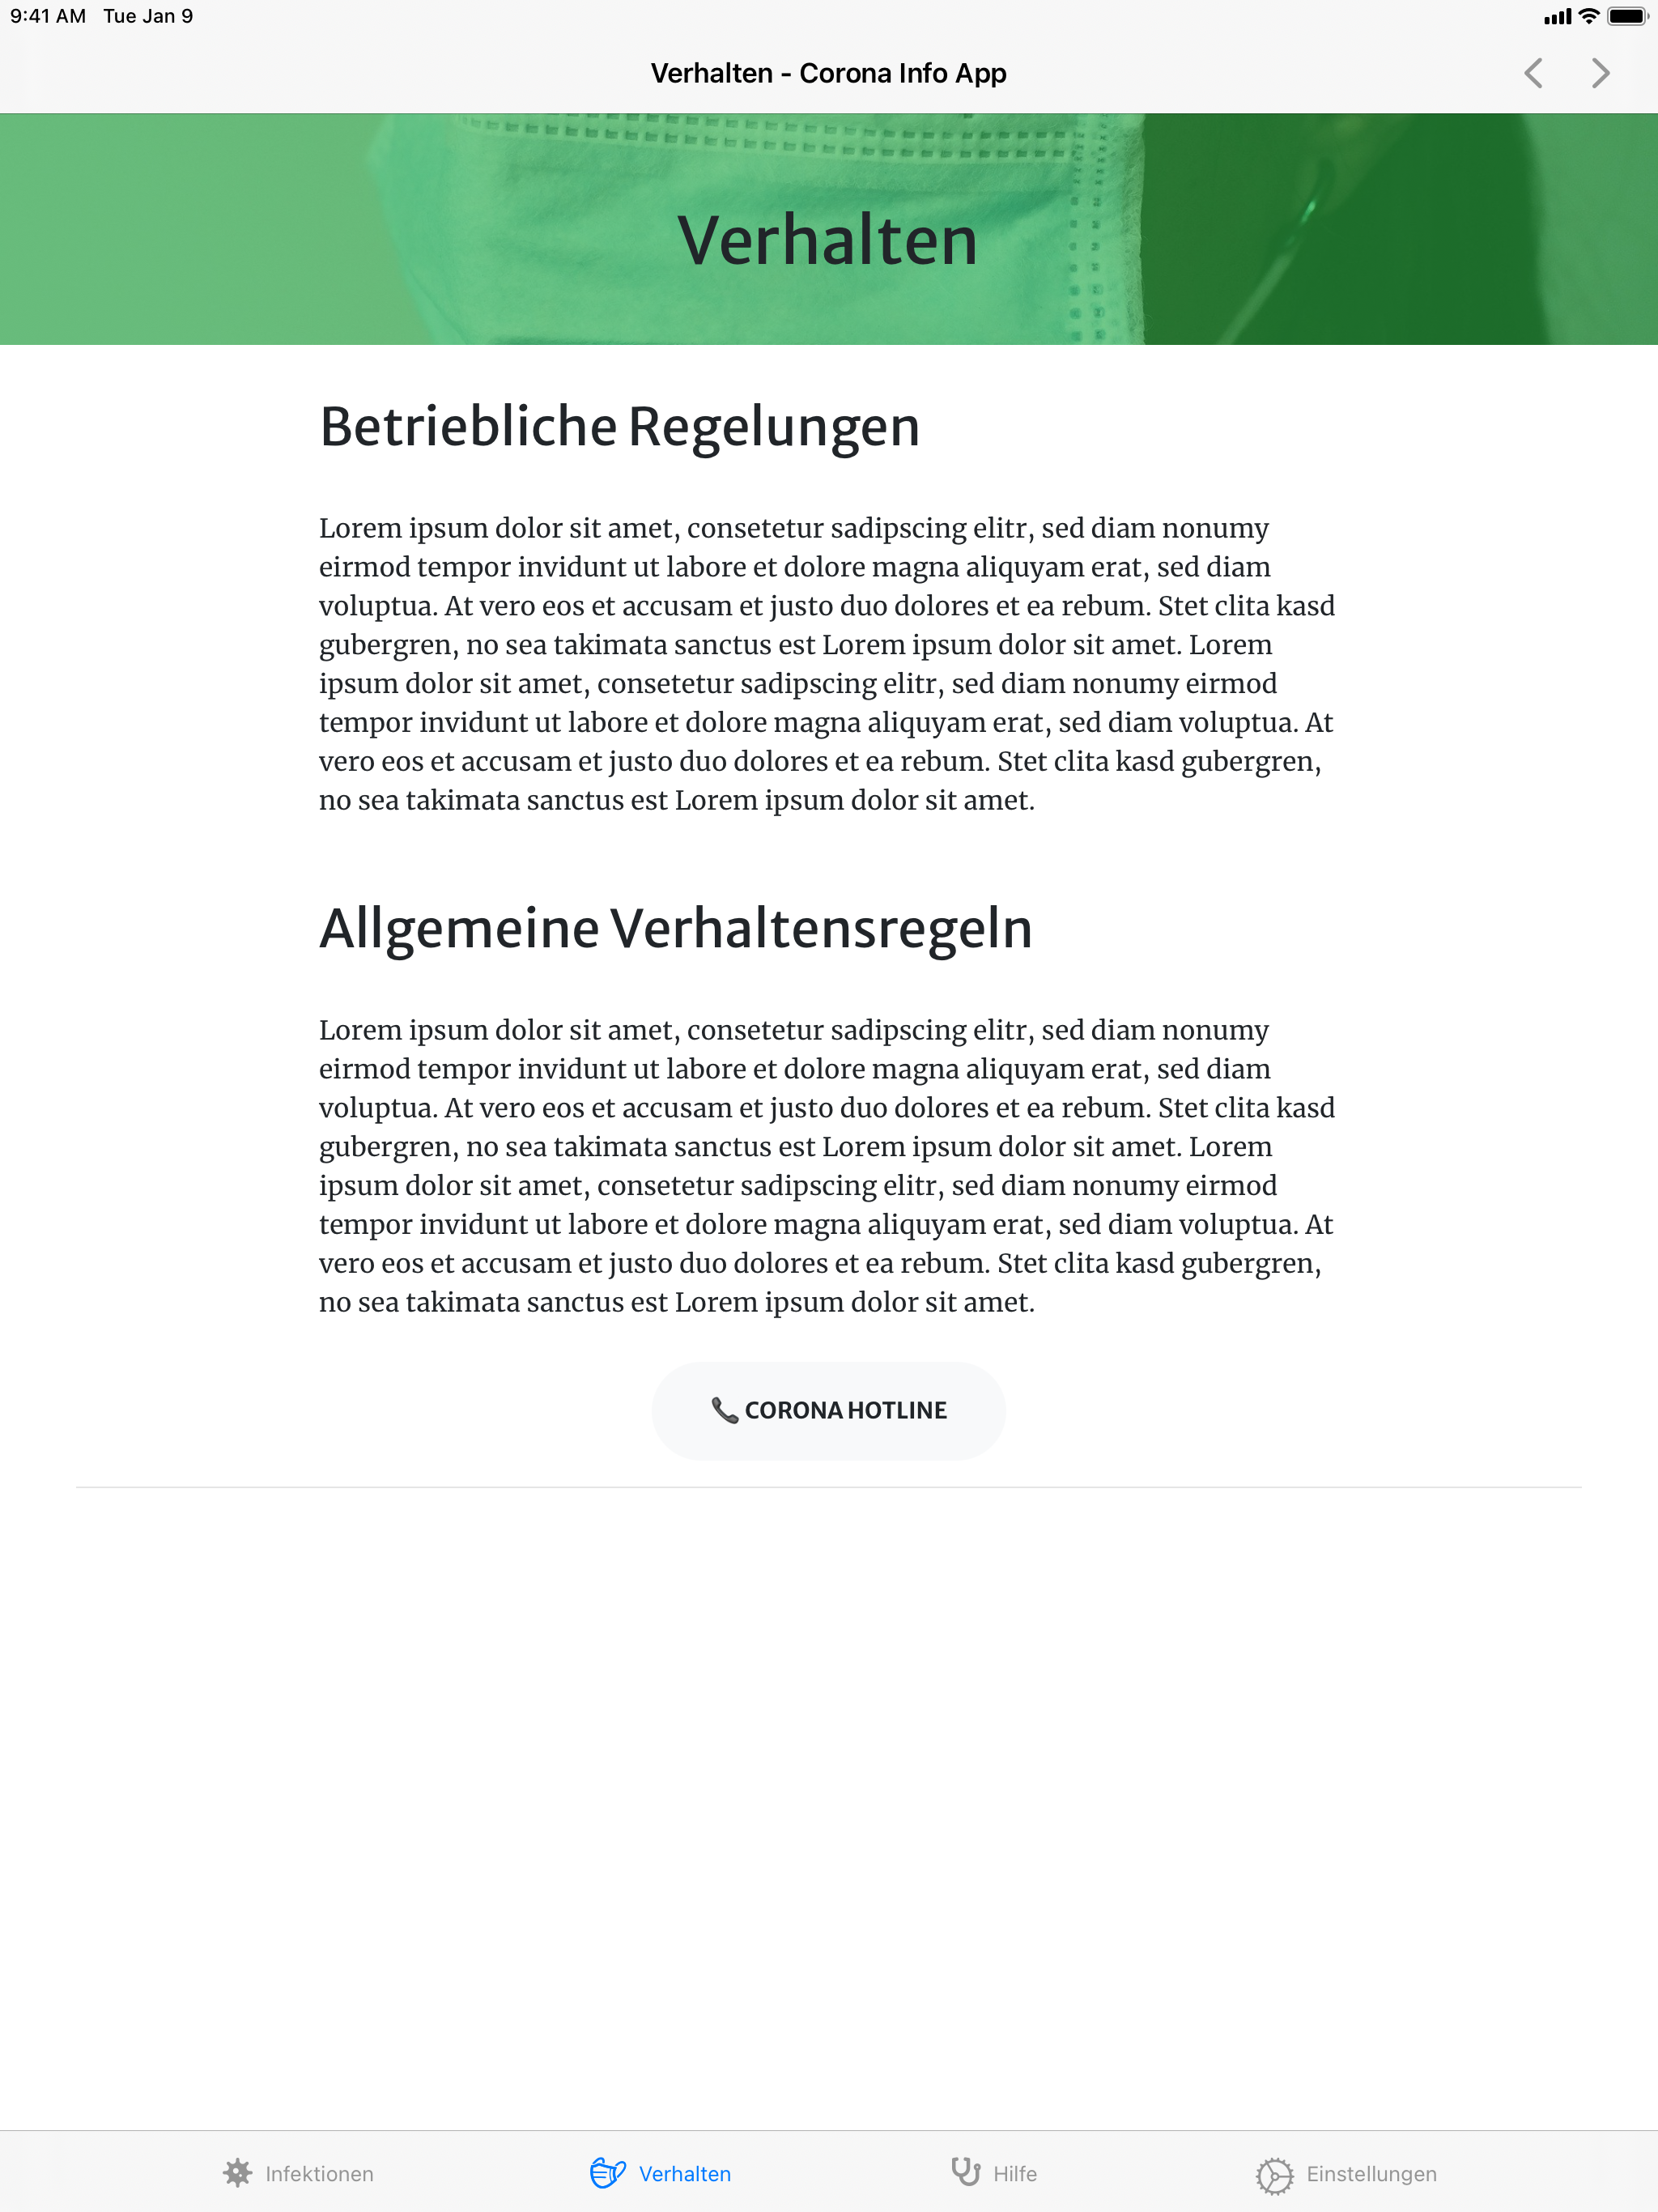 9:41 AM Tue Jan 9
Verhalten - Corona Info App
Verhalten
Betriebliche Regelungen
Lorem ipsum dolor sit amet, consetetur sadipscing elitr, sed diam nonumy
eirmod tempor invidunt ut labore et dolore magna aliquyam erat, sed diam
voluptua. At vero eos et accusam et justo duo dolores et ea rebum. Stet clita kasd
gubergren, no sea takimata sanctus est Lorem ipsum dolor sit amet. Lorem
ipsum dolor sit amet, consetetur sadipscing elitr, sed diam nonumy eirmod
tempor invidunt ut labore et dolore magna aliquyam erat, sed diam voluptua. At
vero eos et accusam et justo duo dolores et ea rebum. Stet clita kasd gubergren,
no sea takimata sanctus est Lorem ipsum dolor sit amet.
Allgemeine Verhaltensregeln
Lorem ipsum dolor sit amet, consetetur sadipscing elitr, sed diam nonumy
eirmod tempor invidunt ut labore et dolore magna aliquyam erat, sed diam
voluptua. At vero eos et accusam et justo duo dolores et ea rebum. Stet clita kasd
gubergren, no sea takimata sanctus est Lorem ipsum dolor sit amet. Lorem
ipsum dolor sit amet, consetetur sadipscing elitr, sed diam nonumy eirmod
tempor invidunt ut labore et dolore magna aliquyam erat, sed diam voluptua. At
vero eos et accusam et justo duo dolores et ea rebum. Stet clita kasd gubergren,
no sea takimata sanctus est Lorem ipsum dolor sit amet.
CORONA HOTLINE
Infektionen Verhalten Hilfe Einstellungen